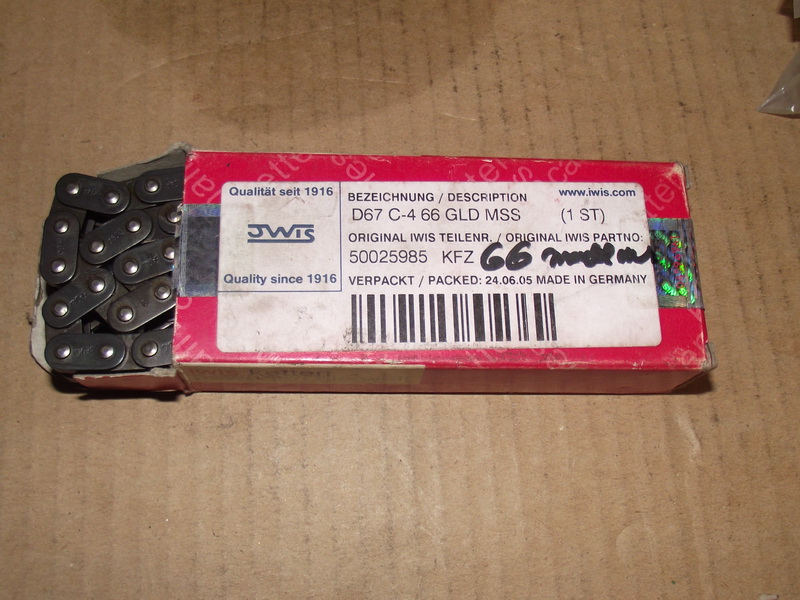 Qualität seit 1916
JWIS
Quality since 1916
BEZEICHNUNG / DESCRIPTION
www.iwis.com
D67 C-4 66 GLD MSS (1 ST)
ORIGINAL IWIS TEILENR. / ORIGINAL IWIS PARTNO:
50025985 KFZ 66
VERPACKT / PACKED: 24.06.05 MADE IN GERMANY